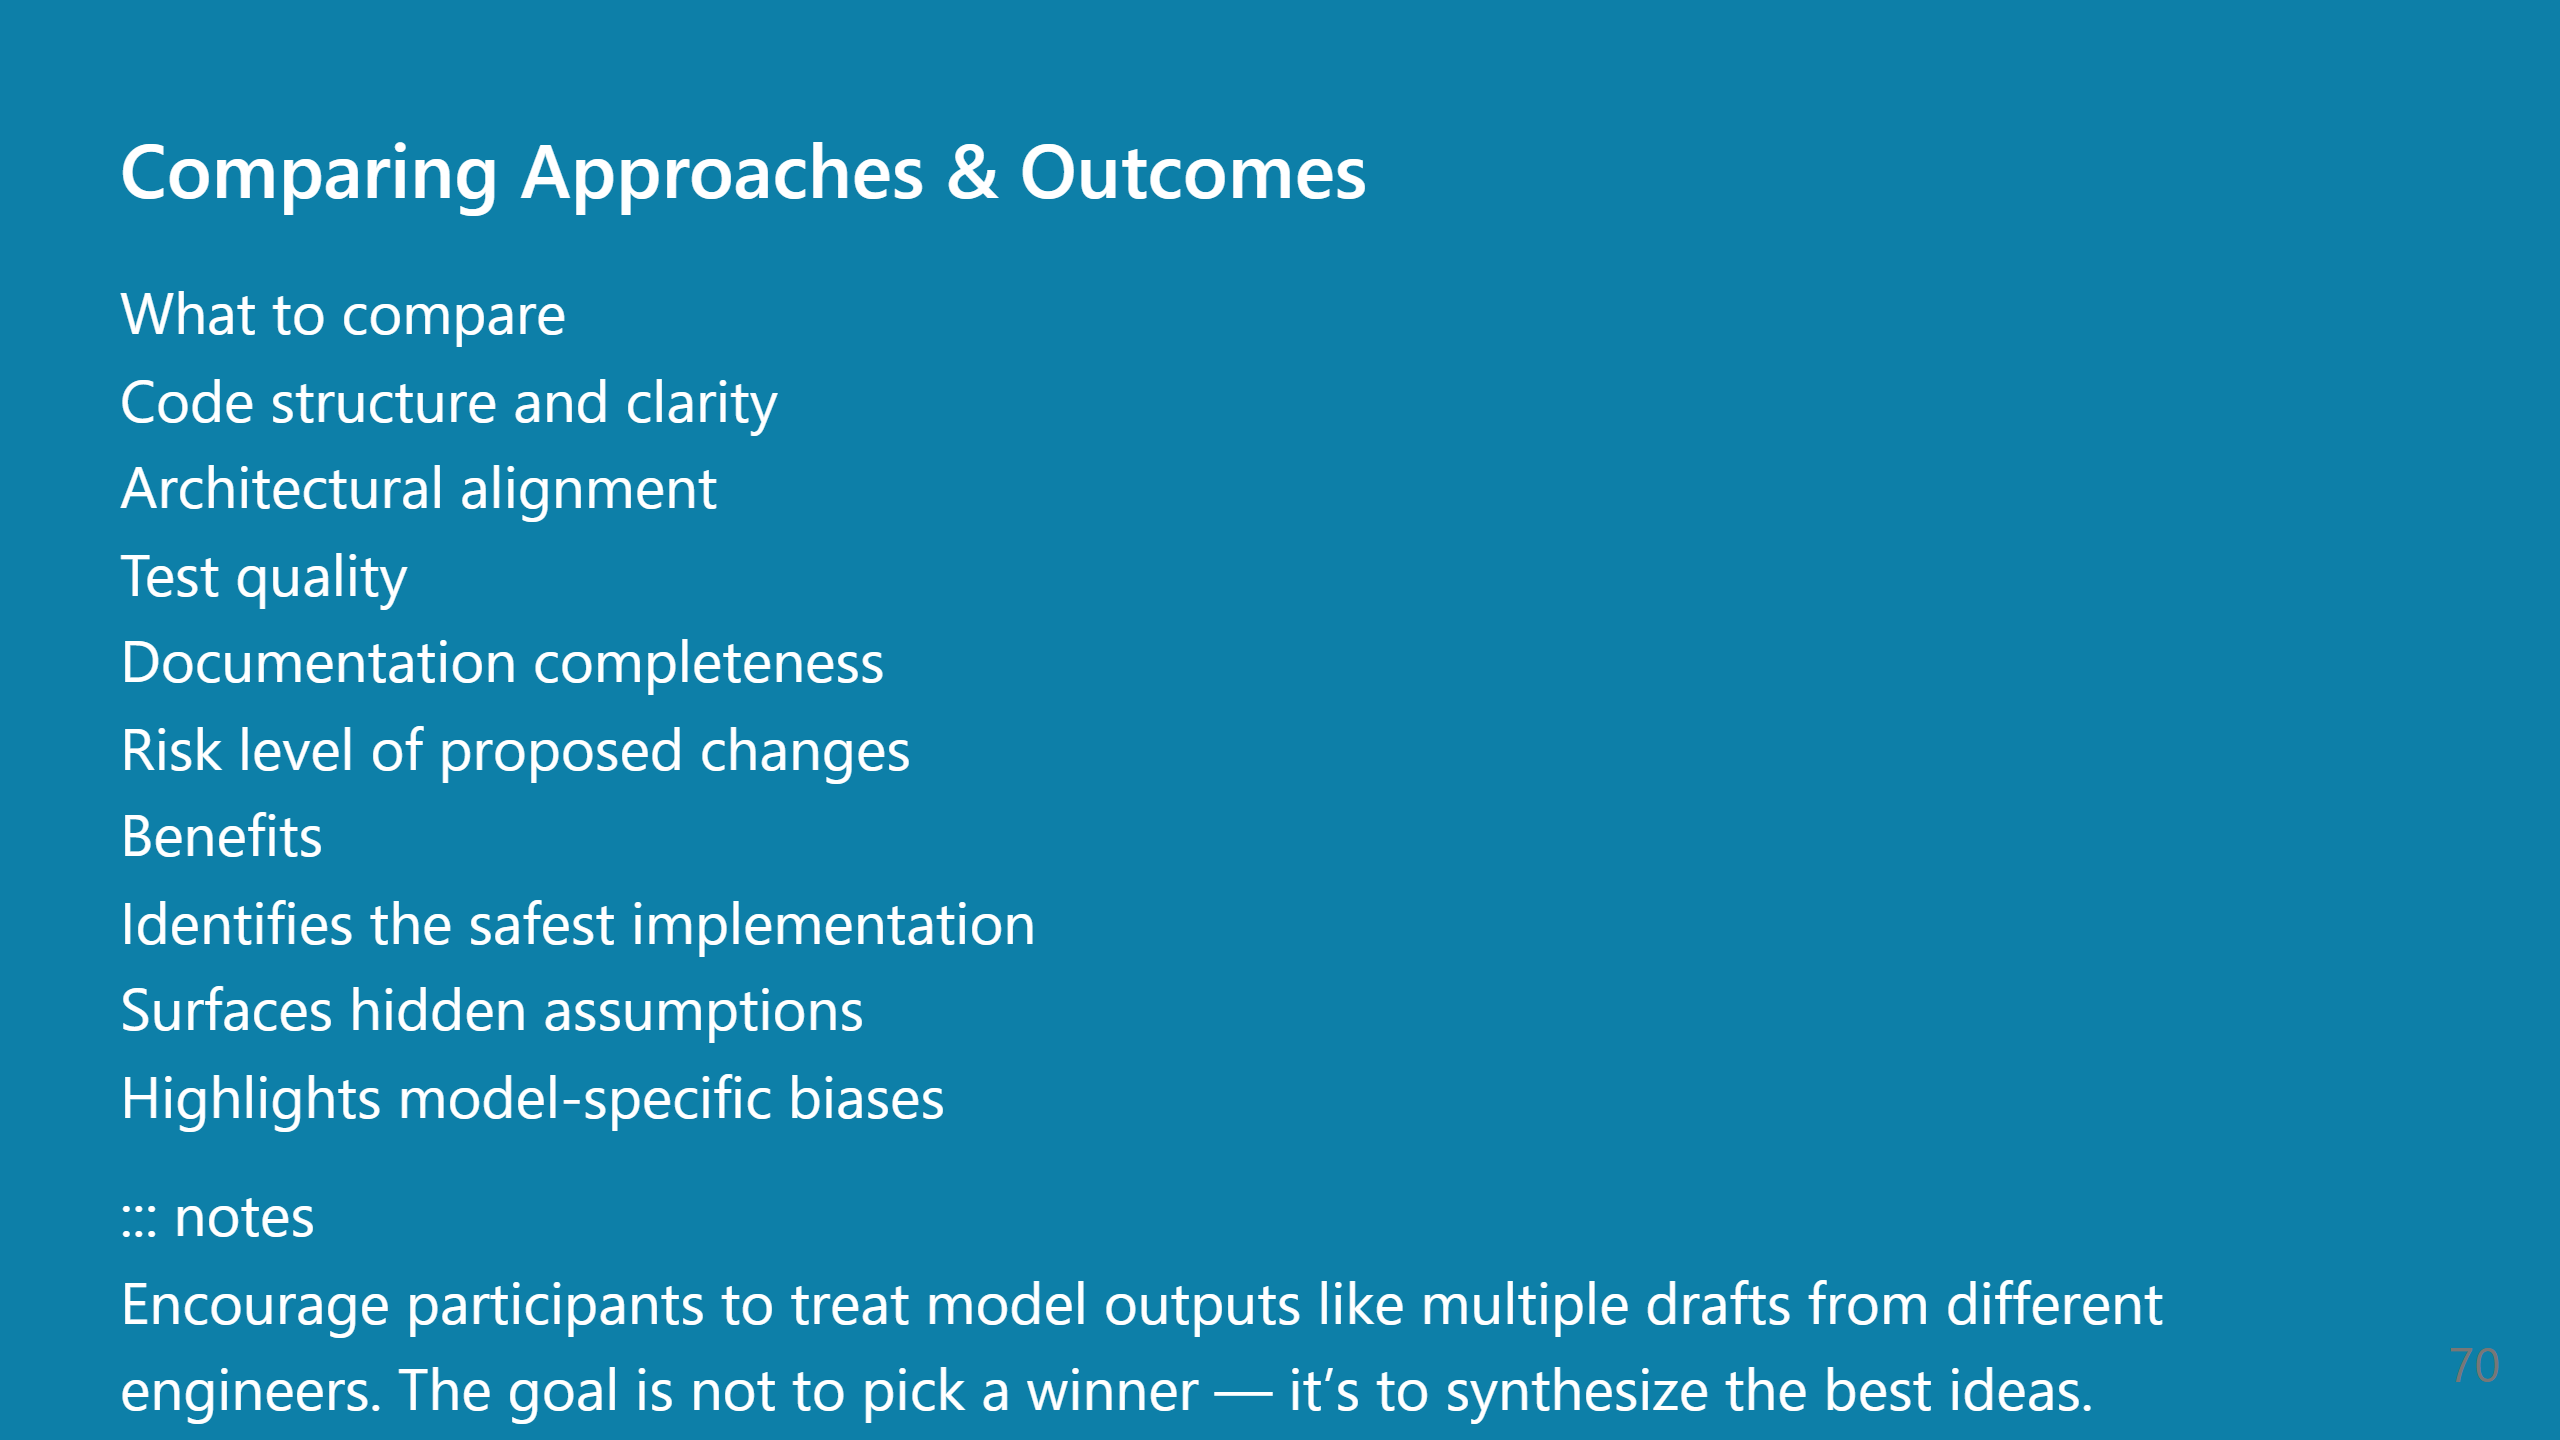 Comparing Approaches & Outcomes
What to compare
Code structure and clarity
Architectural alignment
Test quality
Documentation completeness
Risk level of proposed changes
Benefits
Identifies the safest implementation
Surfaces hidden assumptions
Highlights model-specific biases
::: notes
Encourage participants to treat model outputs like multiple drafts from different
engineers. The goal is not to pick a winner — it’s to synthesize the best ideas.
70